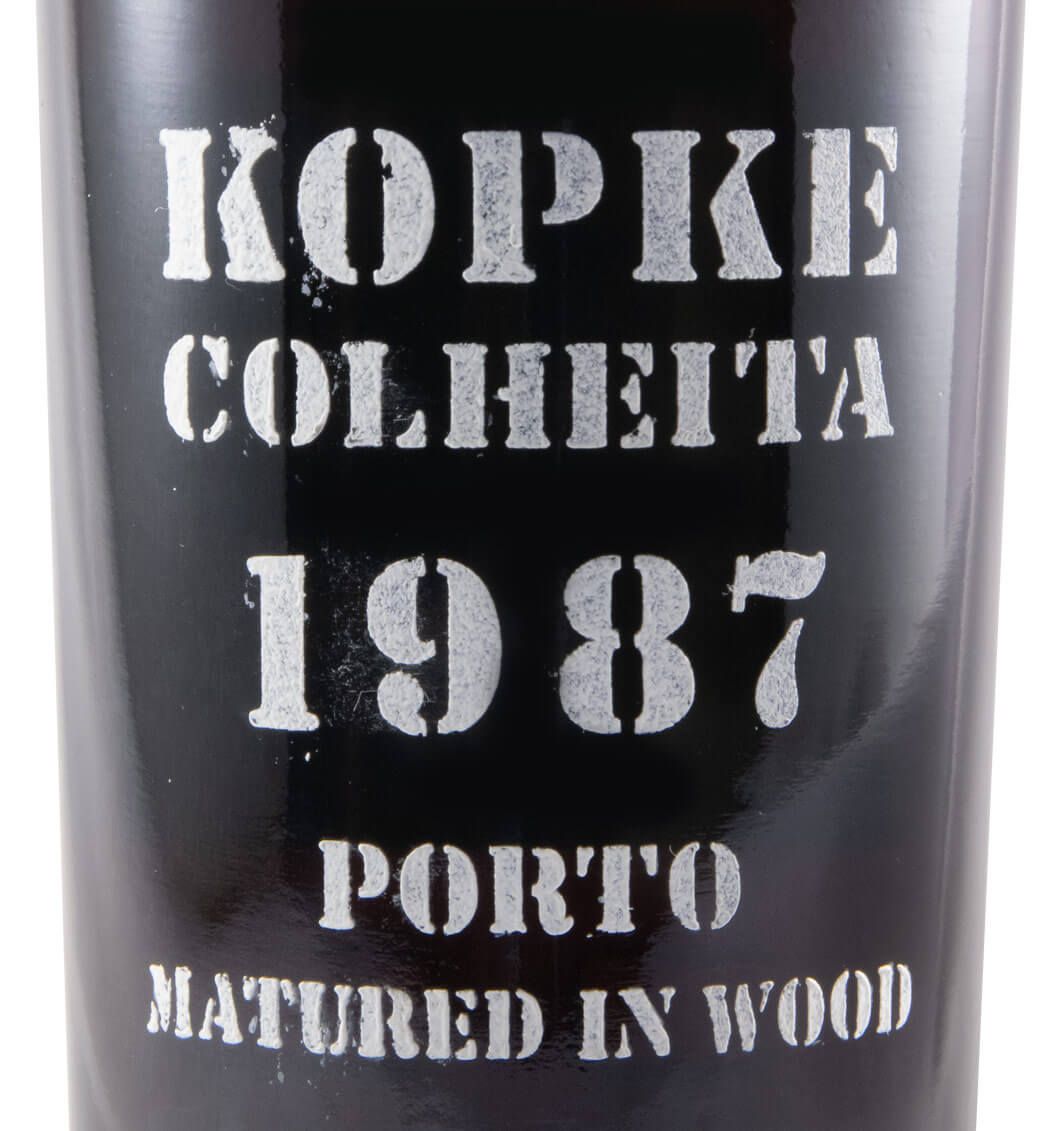 KOPKE
COLHEITA
1987
PORTO
MATURED IN WOOD